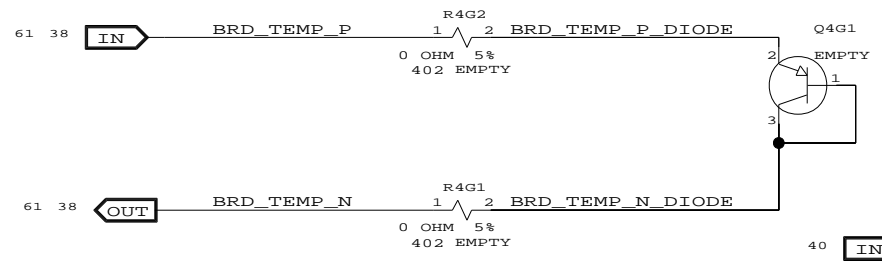 R4G2
61 38 IN BRD_TEMP_P 1 2 BRD_TEMP_P_DIODE Q4G1
0 OHM 5% 2 EMPTY
402 EMPTY
1
3
R4G1
61 38 OUT BRD_TEMP_N 1 2 BRD_TEMP_N_DIODE
0 OHM 5%
402 EMPTY
40 IN